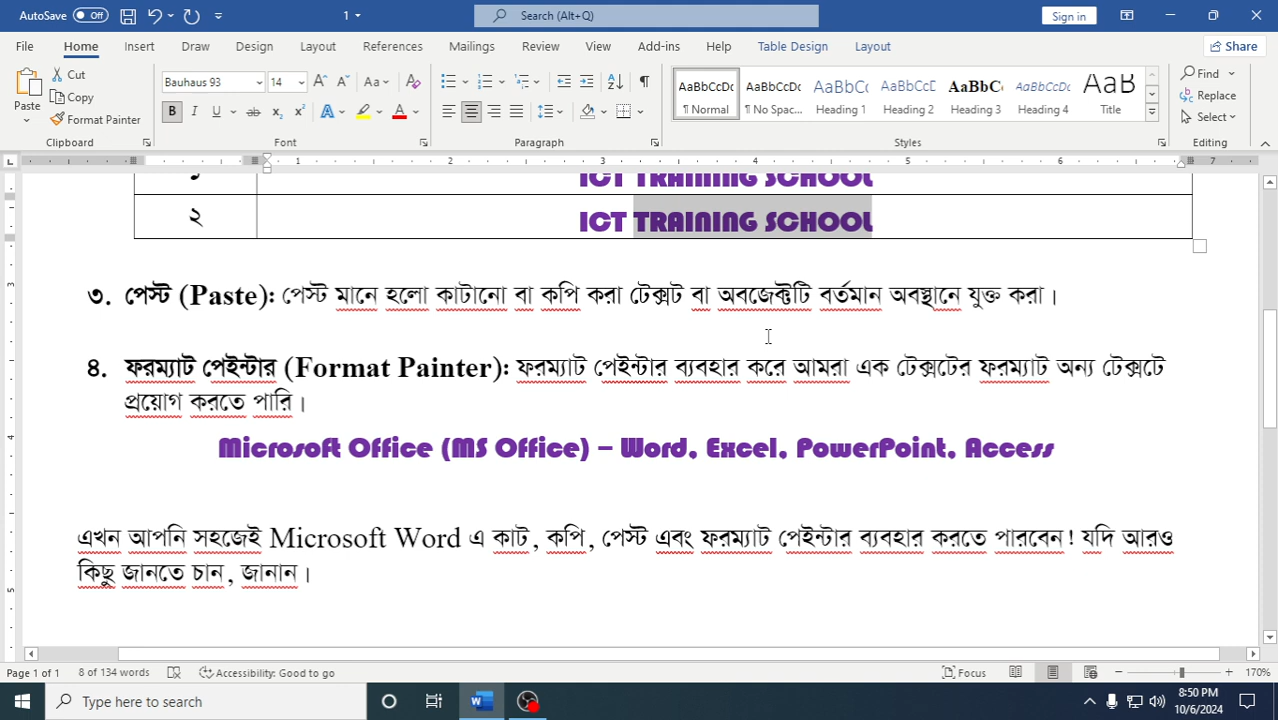 AutoSave Off 1 Search (Alt+Q) Sign in
File Home Insert Draw Design Layout References Mailings Review View Add-ins Help Table Design Layout Share
Paste Cut Copy Format Painter Clipboard
Bauhaus 93 14 Font
Paragraph
AaBbCcDc AaBbCcDc AaBbCc AaBbCcDc AaBbC AaBbCcDc AaB
Normal No Spac... Heading 1 Heading 2 Heading 3 Heading 4 Title
Styles
Find Replace Select Editing
১ ICT TRAINING SCHOOL
২ ICT TRAINING SCHOOL
৩. পেস্ট (Paste): পেস্ট মানে হলো কাটানো বা কপি করা টেক্সট বা অবজেক্টটি বর্তমান অবস্থানে যুক্ত করা।
৪. ফরম্যাট পেইন্টার (Format Painter): ফরম্যাট পেইন্টার ব্যবহার করে আমরা এক টেক্সটের ফরম্যাট অন্য টেক্সটে
প্রয়োগ করতে পারি।
Microsoft Office (MS Office) – Word, Excel, PowerPoint, Access
এখন আপনি সহজেই Microsoft Word এ কাট, কপি, পেস্ট এবং ফরম্যাট পেইন্টার ব্যবহার করতে পারবেন! যদি আরও
কিছু জানতে চান, জানান।
Page 1 of 1 8 of 134 words Accessibility: Good to go Focus 170%
Type here to search
8:50 PM
10/6/2024